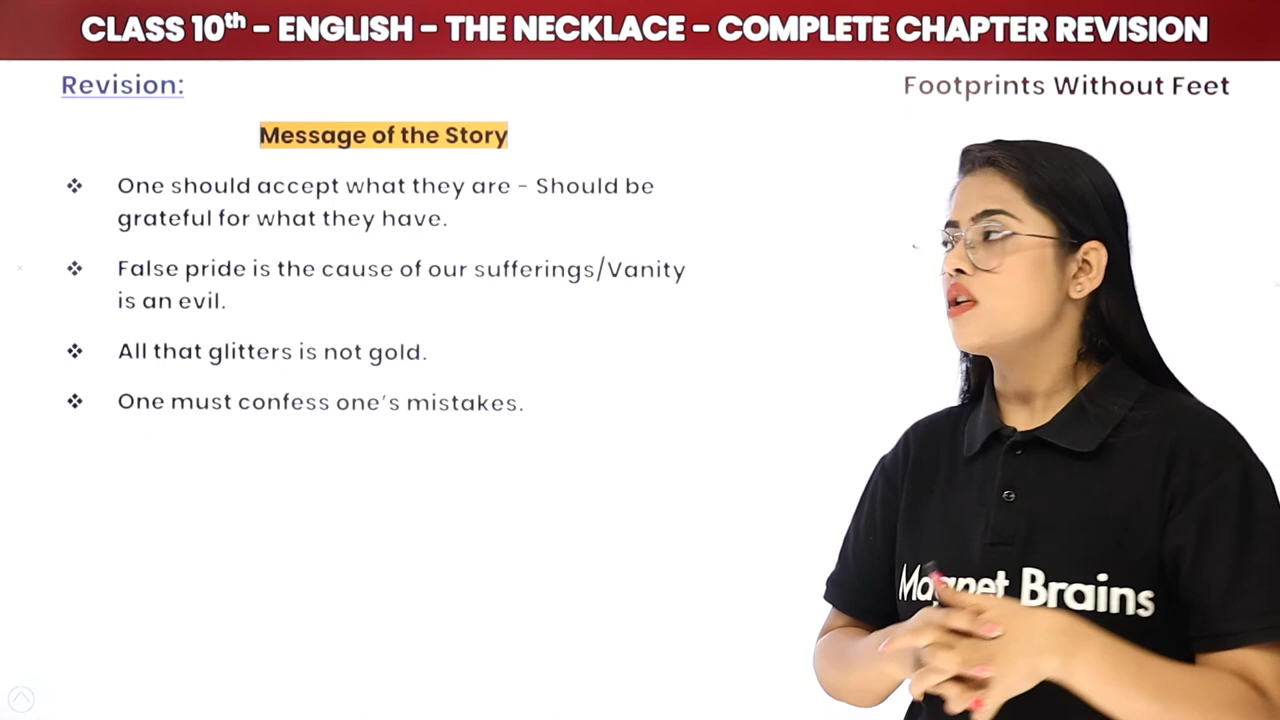 CLASS 10th - ENGLISH - THE NECKLACE - COMPLETE CHAPTER REVISION
Revision:
Footprints Without Feet
Message of the Story
❖ One should accept what they are - Should be
grateful for what they have.
❖ False pride is the cause of our sufferings/Vanity
is an evil.
❖ All that glitters is not gold.
❖ One must confess one's mistakes.
Magnet Brains